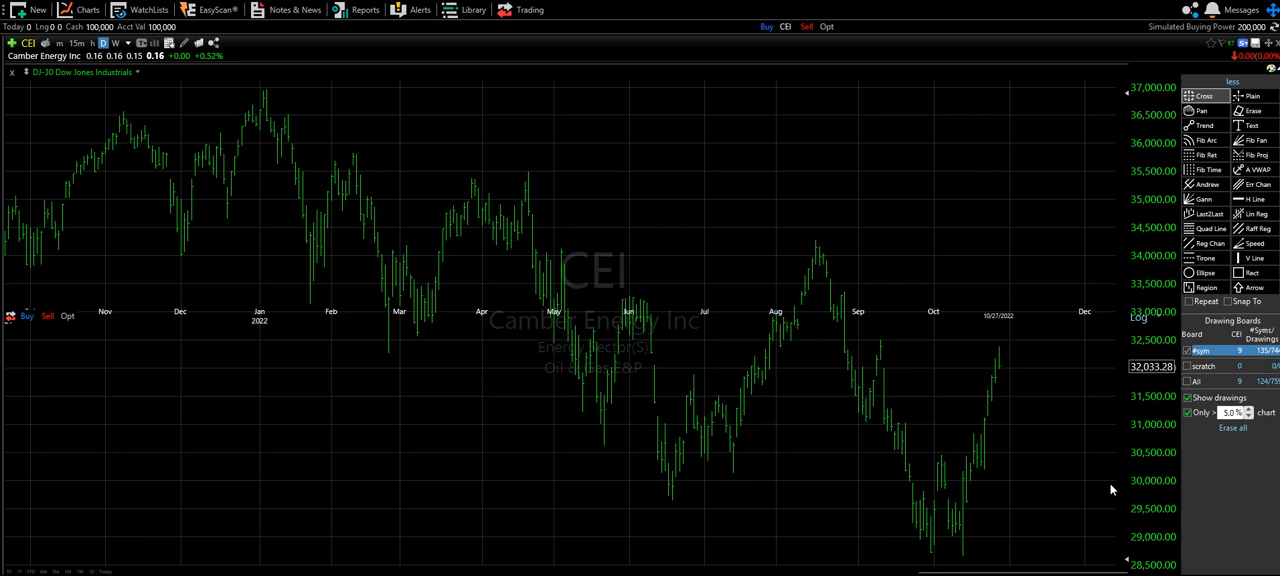 New Charts WatchLists EasyScan® Notes & News Reports Alerts Library Trading Messages
Today 0 Lng 0 0 Cash 100,000 Acct Val 100,000 Buy CEI Sell Opt Simulated Buying Power 200,000
CEI m 15m h D W
Camber Energy Inc 0.16 0.16 0.15 0.16 +0.00 +0.52% 0.00(0.00%
x DJ-30 Dow Jones Industrials
less
Cross Plain
Pan Erase
Trend Text
Fib Arc Fib Fan
Fib Ret Fib Proj
Fib Time A VWAP
Andrew Err Chan
Gann H Line
Last2Last Lin Reg
Quad Line Raff Reg
Reg Chan Speed
Tirone V Line
Ellipse Rect
Region Arrow
Repeat Snap To
Drawing Boards
Board CEI #Syms/
Drawings
#sym 9 135/74
scratch 0 0/
All 9 124/75
Show drawings
Only > 5.0 % chart
Erase all
37,000.00
36,500.00
36,000.00
35,500.00
35,000.00
34,500.00
34,000.00
33,500.00
33,000.00
Log
32,500.00
32,033.28
31,500.00
31,000.00
30,500.00
30,000.00
29,500.00
29,000.00
28,500.00
CEI
Camber Energy Inc
Energy Sector(S)
Oil & Gas E&P
Buy Sell Opt Nov Dec Jan Feb Mar Apr May Jun Jul Aug Sep Oct 10/27/2022 Dec
2022
Today